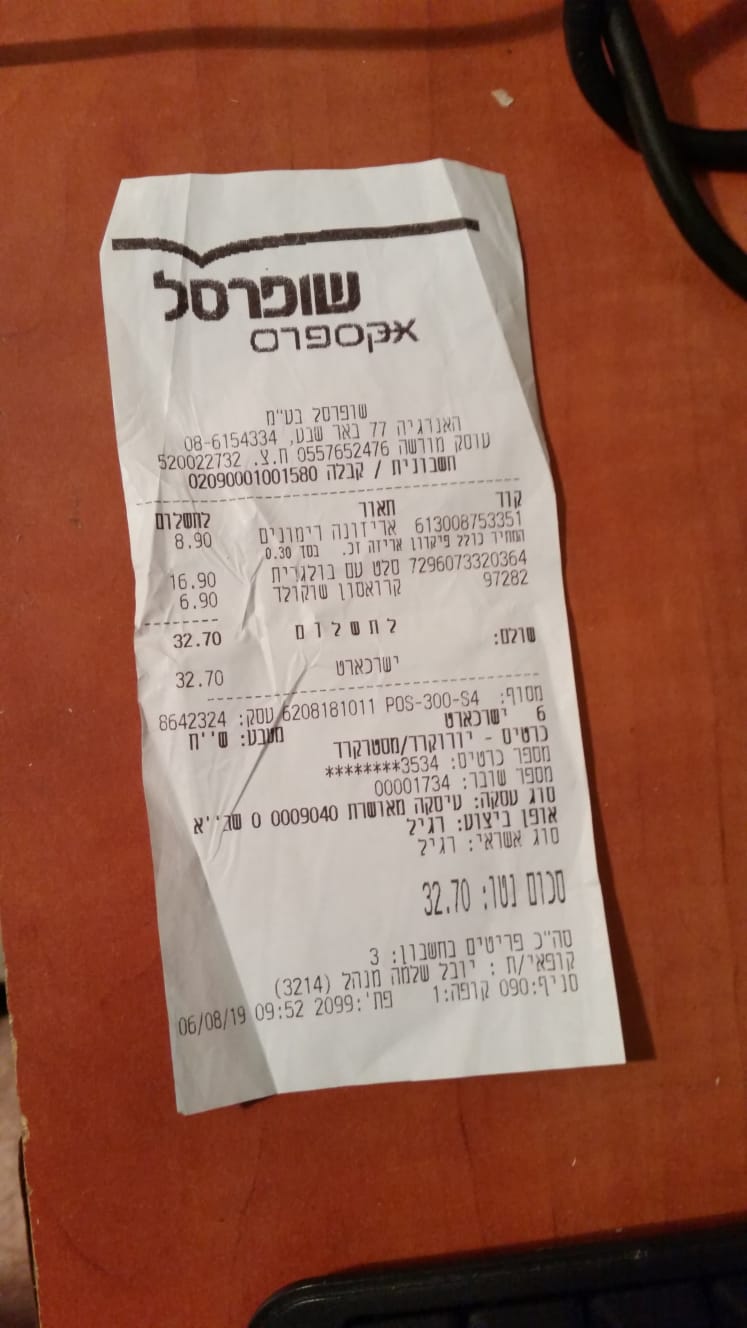 שופרסל
אקספרס
שופרסל בע"מ
האנרגיה 77 באר שבע, 08-6154334
עוסק מורשה 0557652476 ח.צ. 520022732
חשבונית / קבלה 02090001001580
קוד תאור לתשלום
613008753351 אריזונה רימונים 8.90
המחיר כולל פיקדון אריזה זכ. בסך 0.30
7296073320364 סלט עם בולגרית 16.90
97282 קרואסון שוקולד 6.90
לתשלום 32.70
שולם:
ישרכארט 32.70
מסוף: 6208181011 POS-300-S4 עסק: 8642324
6 ישרכארט מטבע: ש''ח
כרטיס - יורוקרד/מסטרקרד
מספר כרטיס: 3534********
מספר שובר: 00001734
סוג עסקה: עיסקה מאושרת 0009040 0 שב''א
אופן ביצוע: רגיל
סוג אשראי: רגיל
סכום נטו: 32.70
סה"כ פריטים בחשבון: 3
קופאי/ת : יובל שלמה מנהל (3214)
סניף:090 קופה:1 פת':2099 09:52 06/08/19